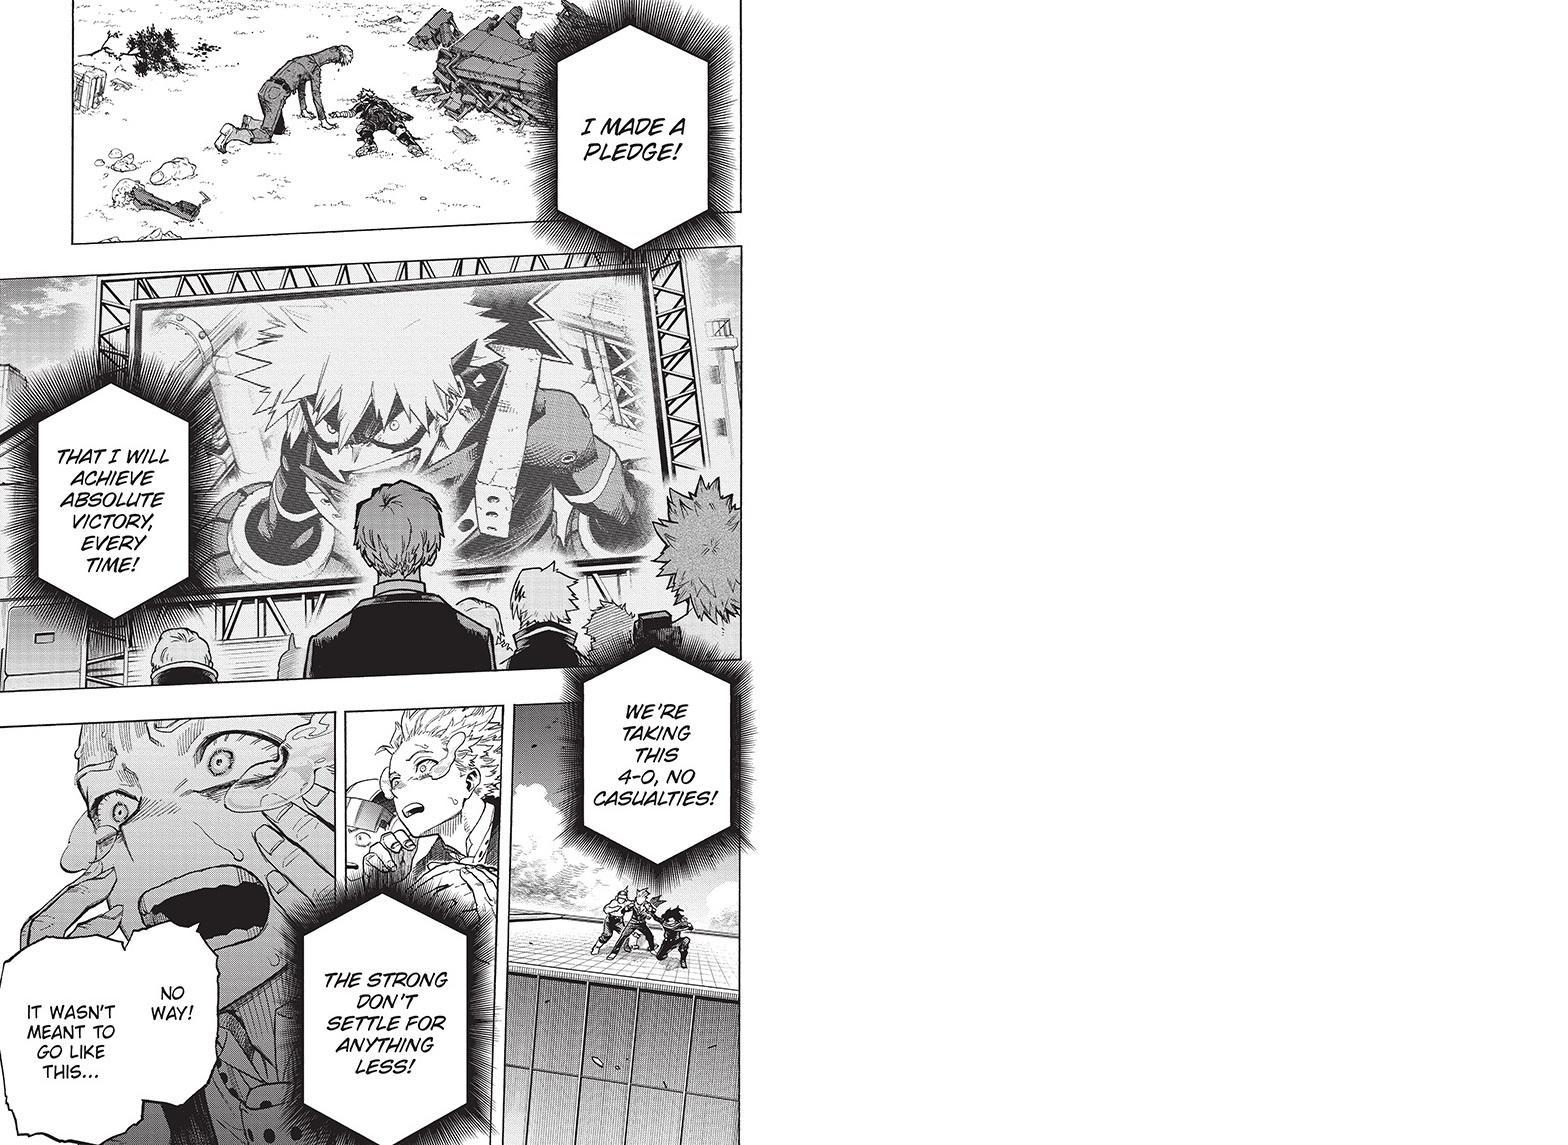 I MADE A
PLEDGE!
THAT I WILL
ACHIEVE
ABSOLUTE
VICTORY,
EVERY
TIME!
WE'RE
TAKING
THIS
4-0, NO
CASUALTIES!
THE STRONG
DON'T
SETTLE FOR
ANYTHING
LESS!
NO
WAY!
IT WASN'T
MEANT TO
GO LIKE
THIS...